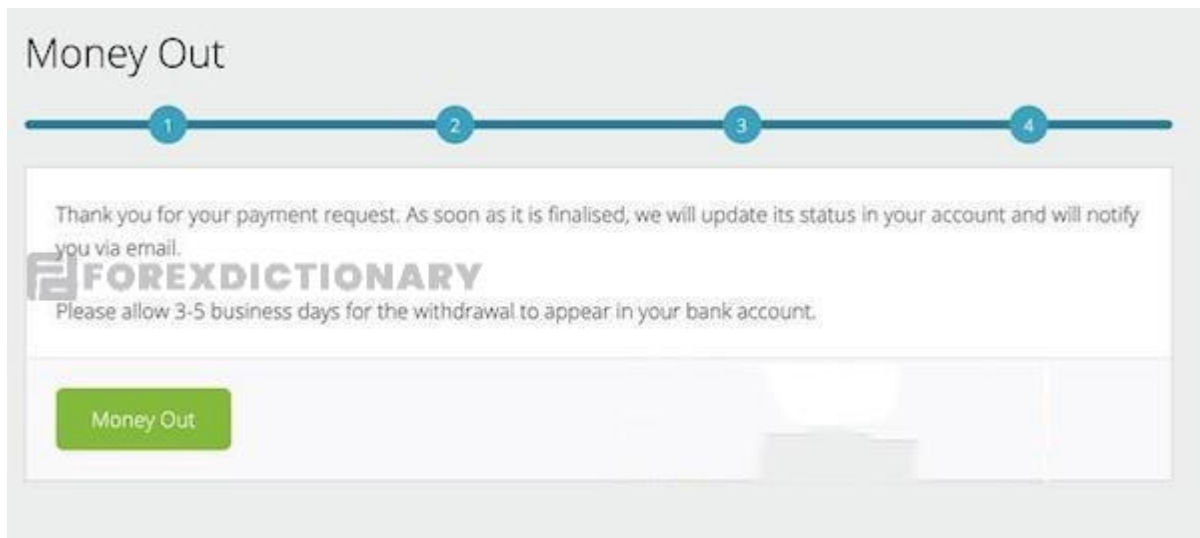 Money Out
1 2 3 4
Thank you for your payment request. As soon as it is finalised, we will update its status in your account and will notify
you via email.
FOREXDICTIONARY
Please allow 3-5 business days for the withdrawal to appear in your bank account.
Money Out